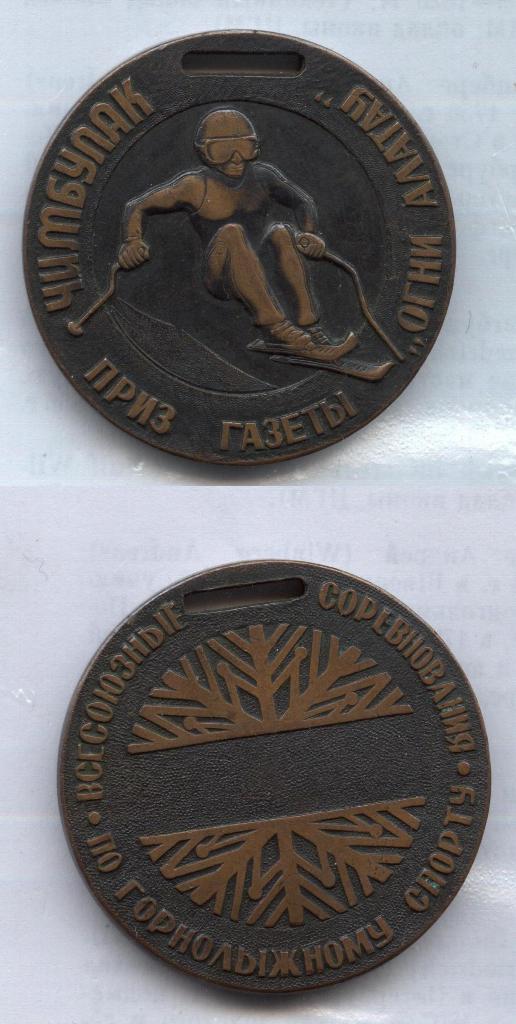 ЧИМБУЛАК
ПРИЗ ГАЗЕТЫ
„ОГНИ АЛАТАУ"
ВСЕСОЮЗНЫЕ СОРЕВНОВАНИЯ
• ПО ГОРНОЛЫЖНОМУ СПОРТУ •